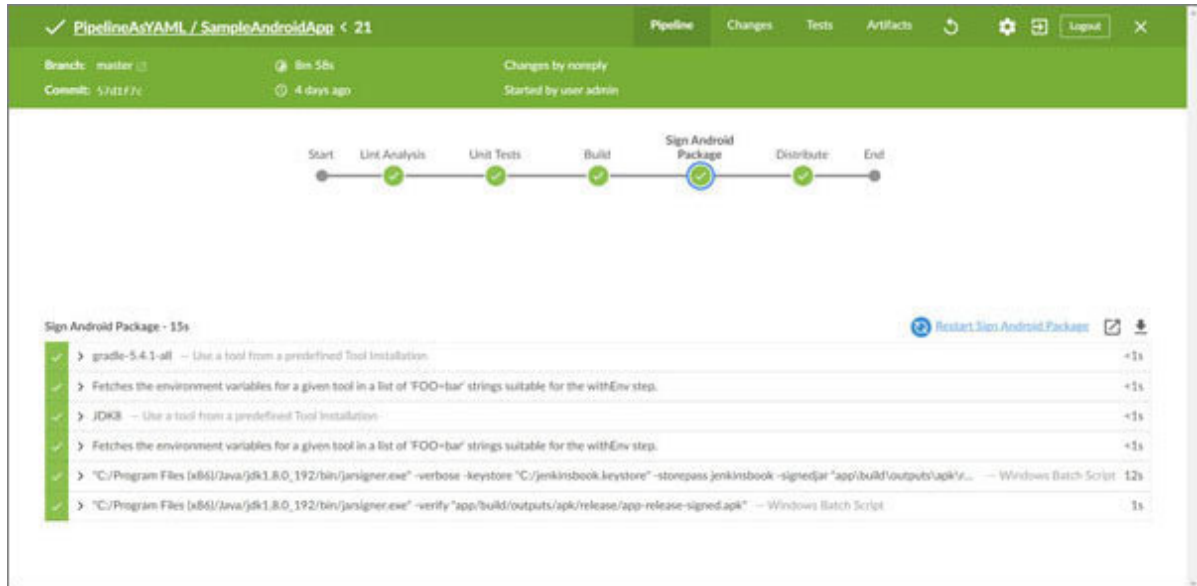 PipelineAsYAML / SampleAndroidApp < 21
Pipeline Changes Tests Artifacts Logout
Branch: master 8m 58s Changes by noreply
Commit: 4 days ago Started by user admin
Start Lint Analysis Unit Tests Build Sign Android Package Distribute End
Sign Android Package - 15s Restart Sign Android Package
gradle-5.4.1-all — Use a tool from a predefined Tool Installation <1s
Fetches the environment variables for a given tool in a list of 'FOO=bar' strings suitable for the withEnv step. <1s
JDK8 — Use a tool from a predefined Tool Installation <1s
Fetches the environment variables for a given tool in a list of 'FOO=bar' strings suitable for the withEnv step. <1s
"C:/Program Files (x86)/Java/jdk1.8.0_192/bin/jarsigner.exe" -verbose -keystore "C:/jenkinsbook.keystore" -storepass jenkinsbook -signedjar "app\build\outputs\apk\r... — Windows Batch Script 12s
"C:/Program Files (x86)/Java/jdk1.8.0_192/bin/jarsigner.exe" -verify "app/build/outputs/apk/release/app-release-signed.apk" — Windows Batch Script 1s